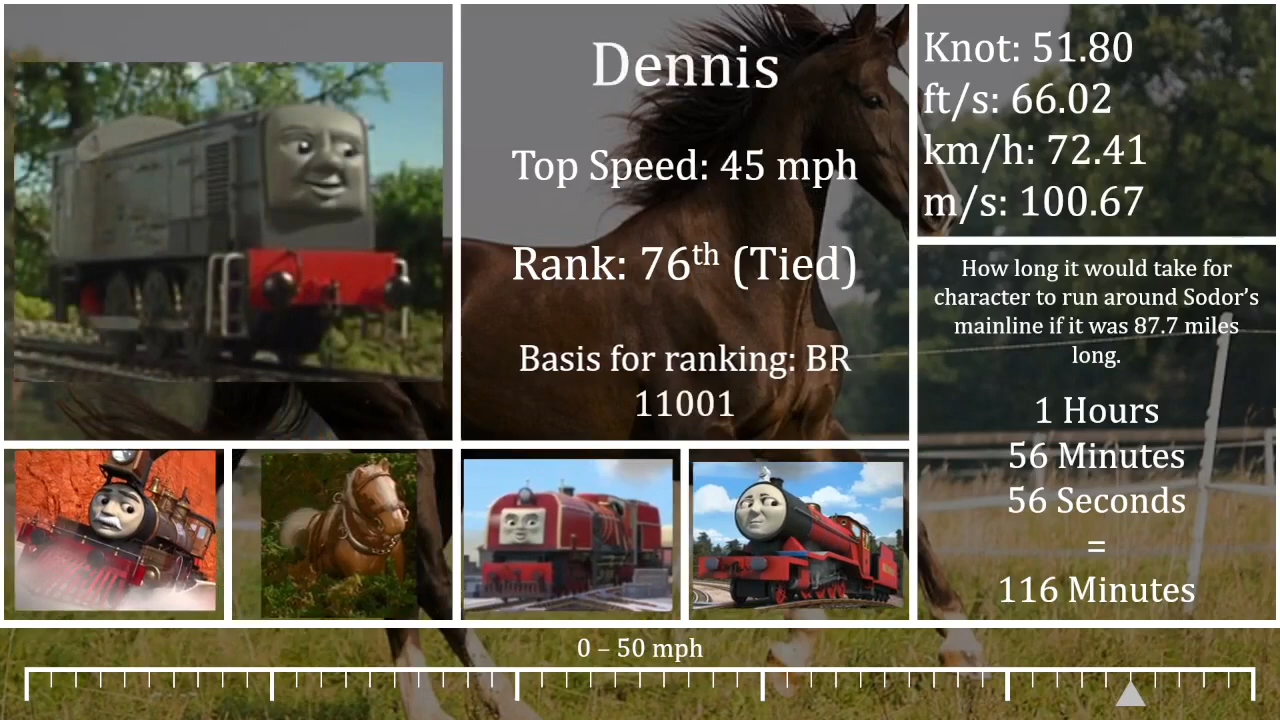 Dennis
Top Speed: 45 mph
Rank: 76th (Tied)
Basis for ranking: BR
11001
Knot: 51.80
ft/s: 66.02
km/h: 72.41
m/s: 100.67
How long it would take for
character to run around Sodor’s
mainline if it was 87.7 miles
long.
1 Hours
56 Minutes
56 Seconds
=
116 Minutes
0 – 50 mph